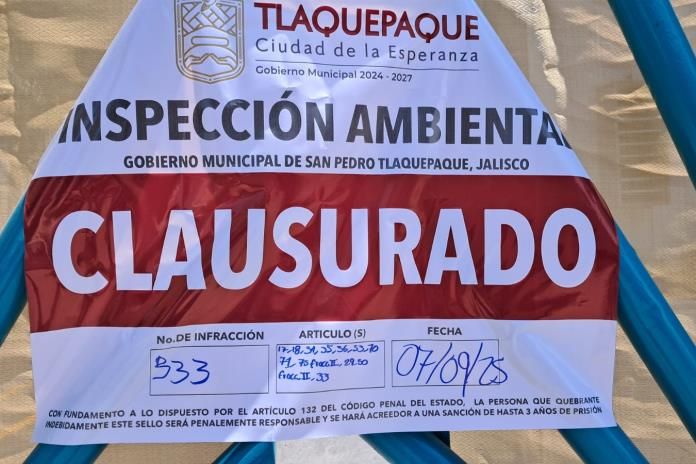 TLAQUEPAQUE
Ciudad de la Esperanza
Gobierno Municipal 2024 - 2027
INSPECCIÓN AMBIENTA
GOBIERNO MUNICIPAL DE SAN PEDRO TLAQUEPAQUE, JALISCO
CLAUSURADO
No. DE INFRACCIÓN ARTICULO (S) FECHA
333 07/09/25
CON FUNDAMENTO A LO DISPUESTO POR EL ARTÍCULO 132 DEL CÓDIGO PENAL DEL ESTADO, LA PERSONA QUE QUEBRANTE
INDEBIDAMENTE ESTE SELLO SERÁ PENALMENTE RESPONSABLE Y SE HARÁ ACREEDOR A UNA SANCIÓN DE HASTA 3 AÑOS DE PRISIÓN